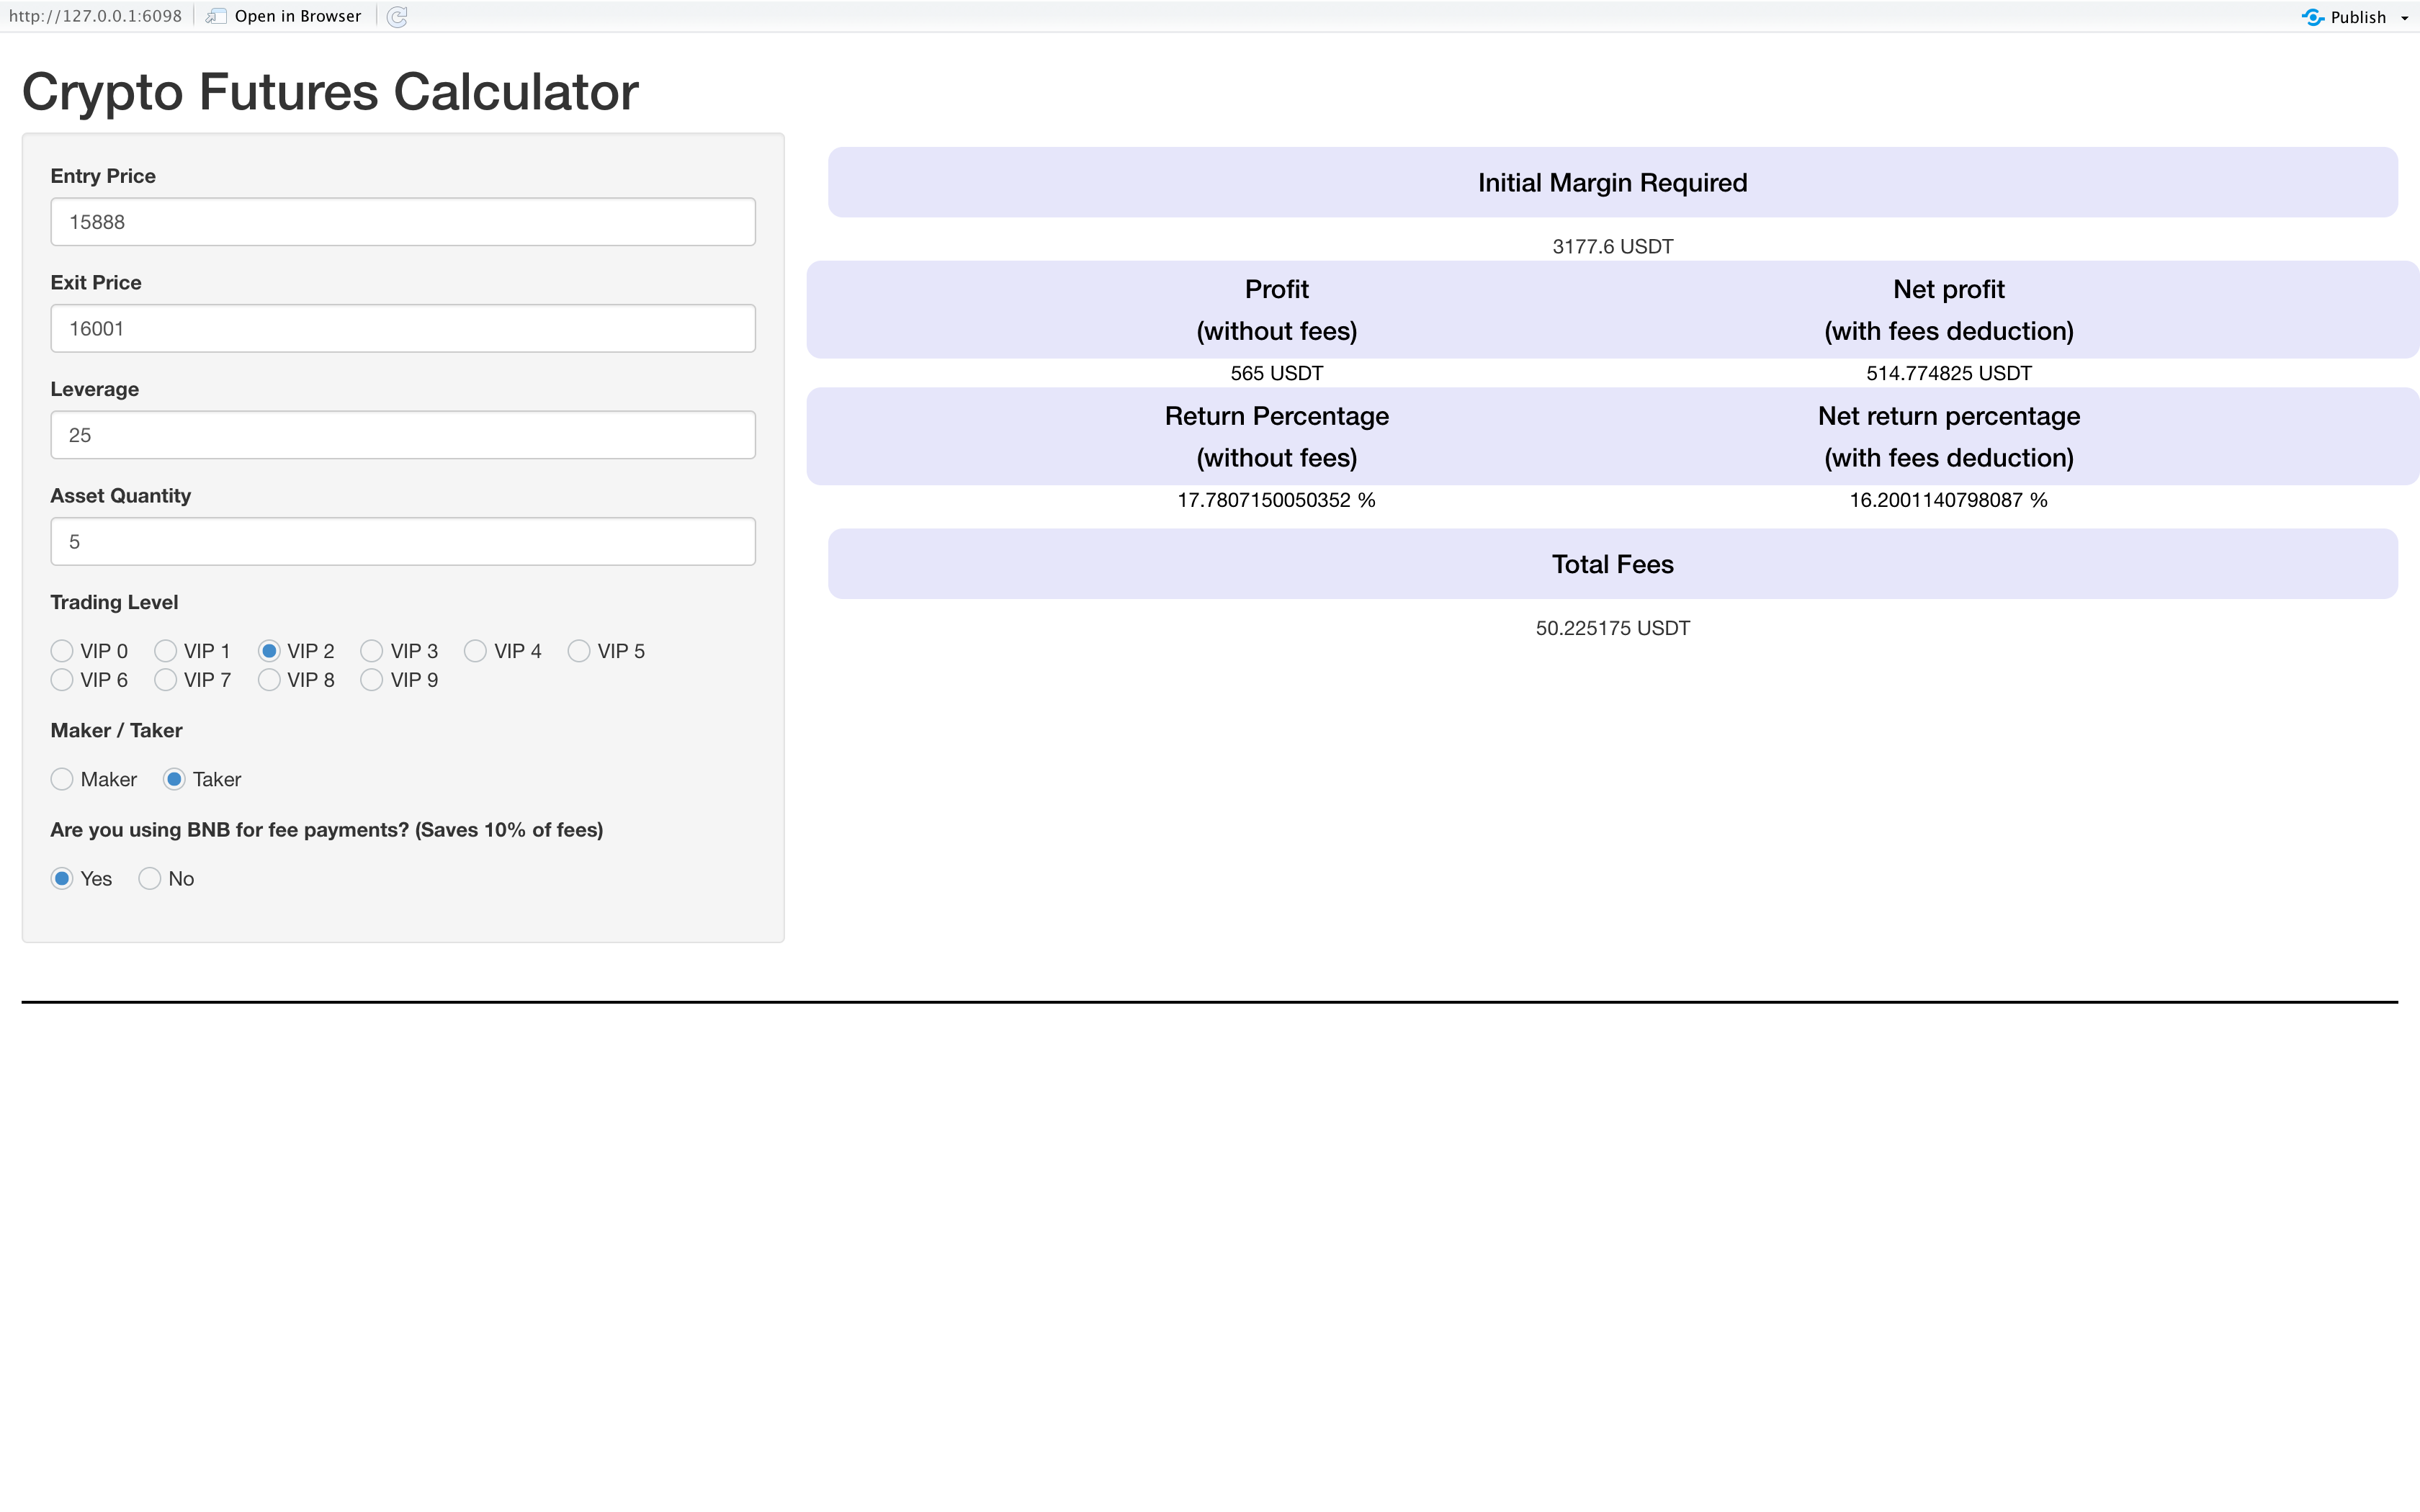 http://127.0.0.1:6098 Open in Browser Publish
Crypto Futures Calculator
Entry Price
15888
Exit Price
16001
Leverage
25
Asset Quantity
5
Trading Level
VIP 0 VIP 1 VIP 2 VIP 3 VIP 4 VIP 5
VIP 6 VIP 7 VIP 8 VIP 9
Maker / Taker
Maker Taker
Are you using BNB for fee payments? (Saves 10% of fees)
Yes No
Initial Margin Required
3177.6 USDT
Profit Net profit
(without fees) (with fees deduction)
565 USDT 514.774825 USDT
Return Percentage Net return percentage
(without fees) (with fees deduction)
17.7807150050352 % 16.2001140798087 %
Total Fees
50.225175 USDT